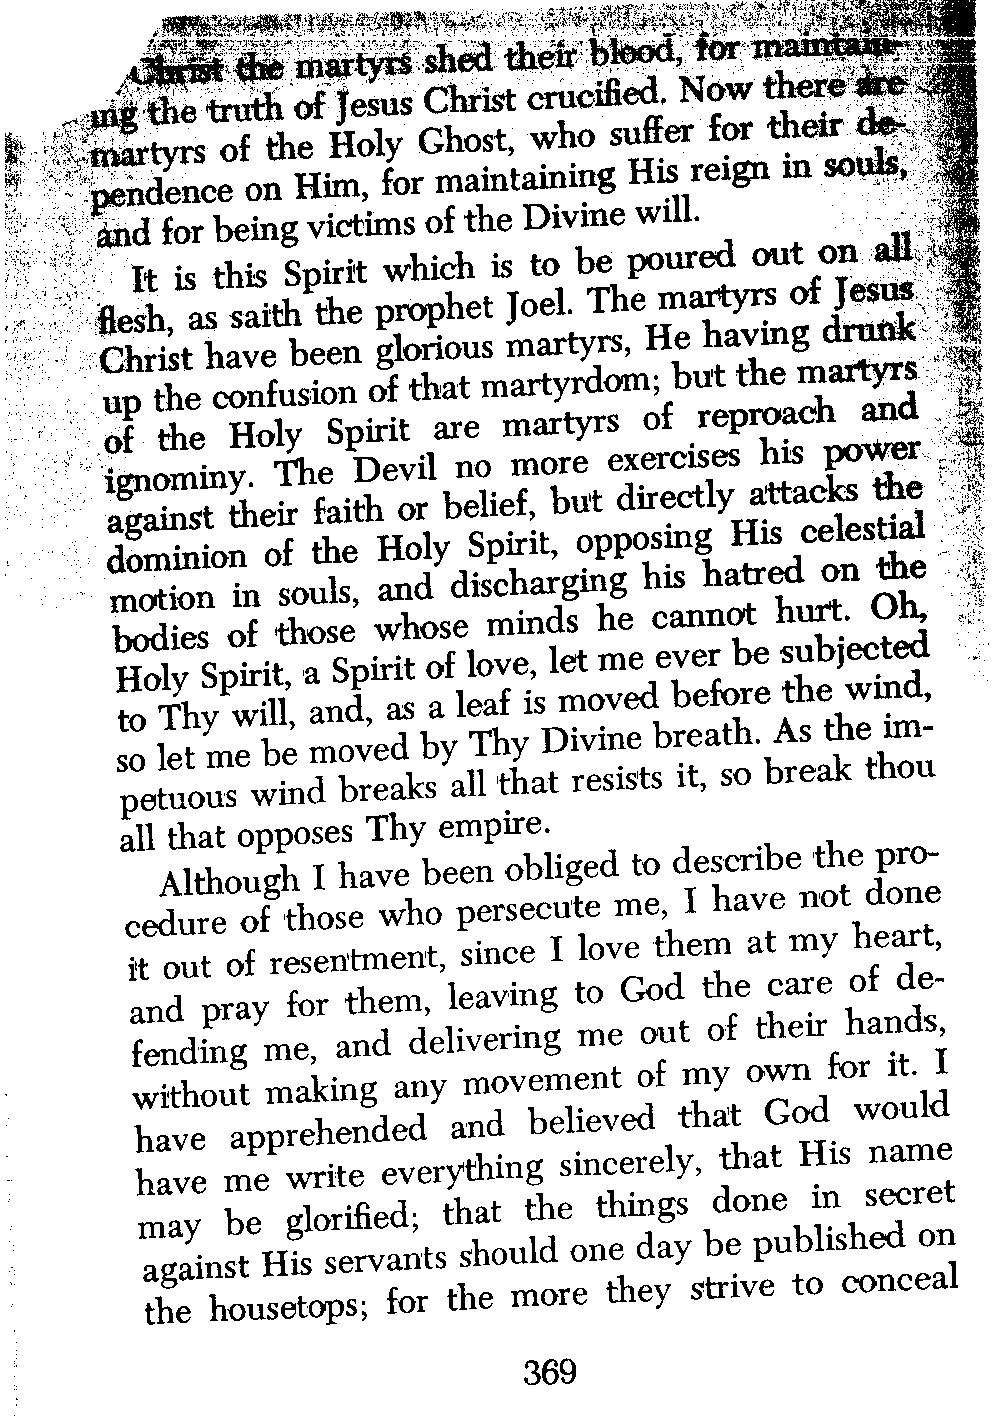 Christ the martyrs shed their blood, for maintain-
ing the truth of Jesus Christ crucified. Now there are
martyrs of the Holy Ghost, who suffer for their de-
pendence on Him, for maintaining His reign in souls,
and for being victims of the Divine will.
It is this Spirit which is to be poured out on all
flesh, as saith the prophet Joel. The martyrs of Jesus
Christ have been glorious martyrs, He having drunk
up the confusion of that martyrdom; but the martyrs
of the Holy Spirit are martyrs of reproach and
ignominy. The Devil no more exercises his power
against their faith or belief, but directly attacks the
dominion of the Holy Spirit, opposing His celestial
motion in souls, and discharging his hatred on the
bodies of those whose minds he cannot hurt. Oh,
Holy Spirit, a Spirit of love, let me ever be subjected
to Thy will, and, as a leaf is moved before the wind,
so let me be moved by Thy Divine breath. As the im-
petuous wind breaks all that resists it, so break thou
all that opposes Thy empire.
Although I have been obliged to describe the pro-
cedure of those who persecute me, I have not done
it out of resentment, since I love them at my heart,
and pray for them, leaving to God the care of de-
fending me, and delivering me out of their hands,
without making any movement of my own for it. I
have apprehended and believed that God would
have me write everything sincerely, that His name
may be glorified; that the things done in secret
against His servants should one day be published on
the housetops; for the more they strive to conceal
369